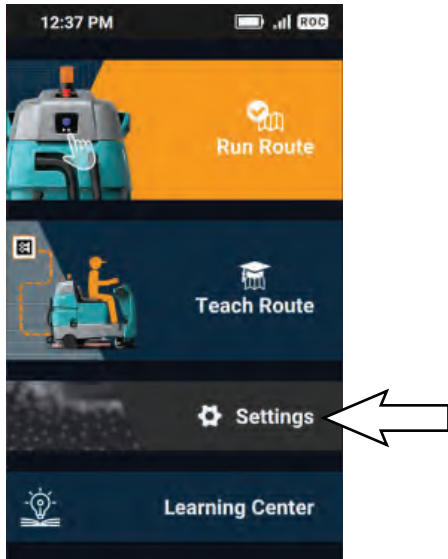 12:37 PM ROC
Run Route
Teach Route
Settings
Learning Center